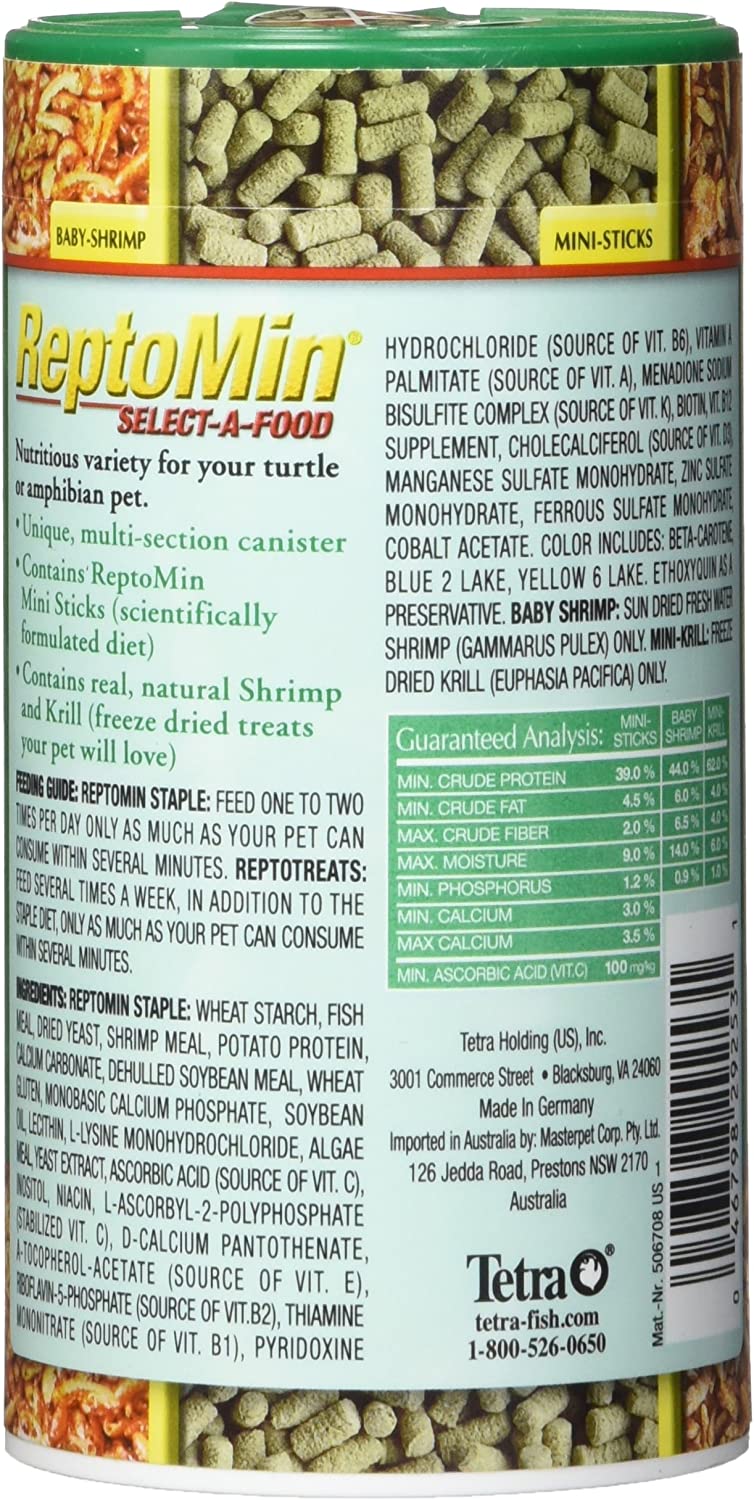 BABY-SHRIMP
MINI-STICKS
ReptoMin®
SELECT-A-FOOD
Nutritious variety for your turtle
or amphibian pet.
•Unique, multi-section canister
•Contains ReptoMin
Mini Sticks (scientifically
formulated diet)
•Contains real, natural Shrimp
and Krill (freeze dried treats
your pet will love)
FEEDING GUIDE: REPTOMIN STAPLE: FEED ONE TO TWO
TIMES PER DAY ONLY AS MUCH AS YOUR PET CAN
CONSUME WITHIN SEVERAL MINUTES. REPTOTREATS:
FEED SEVERAL TIMES A WEEK, IN ADDITION TO THE
STAPLE DIET, ONLY AS MUCH AS YOUR PET CAN CONSUME
WITHIN SEVERAL MINUTES.
INGREDIENTS: REPTOMIN STAPLE: WHEAT STARCH, FISH
MEAL, DRIED YEAST, SHRIMP MEAL, POTATO PROTEIN,
CALCIUM CARBONATE, DEHULLED SOYBEAN MEAL, WHEAT
GLUTEN, MONOBASIC CALCIUM PHOSPHATE, SOYBEAN
OIL, LECITHIN, L-LYSINE MONOHYDROCHLORIDE, ALGAE
MEAL, YEAST EXTRACT, ASCORBIC ACID (SOURCE OF VIT. C),
INOSITOL, NIACIN, L-ASCORBYL-2-POLYPHOSPHATE
(STABILIZED VIT. C), D-CALCIUM PANTOTHENATE,
A-TOCOPHEROL-ACETATE (SOURCE OF VIT. E),
RIBOFLAVIN-5-PHOSPHATE (SOURCE OF VIT.B2), THIAMINE
MONONITRATE (SOURCE OF VIT. B1), PYRIDOXINE
HYDROCHLORIDE (SOURCE OF VIT. B6), VITAMIN A
PALMITATE (SOURCE OF VIT. A), MENADIONE SODIUM
BISULFITE COMPLEX (SOURCE OF VIT. K), BIOTIN, VIT. B12
SUPPLEMENT, CHOLECALCIFEROL (SOURCE OF VIT. D3),
MANGANESE SULFATE MONOHYDRATE, ZINC SULFATE
MONOHYDRATE, FERROUS SULFATE MONOHYDRATE,
COBALT ACETATE. COLOR INCLUDES: BETA-CAROTENE,
BLUE 2 LAKE, YELLOW 6 LAKE. ETHOXYQUIN AS A
PRESERVATIVE. BABY SHRIMP: SUN DRIED FRESH WATER
SHRIMP (GAMMARUS PULEX) ONLY. MINI-KRILL: FREEZE
DRIED KRILL (EUPHASIA PACIFICA) ONLY.
Guaranteed Analysis: MINI-STICKS BABY SHRIMP MINI-KRILL
MIN. CRUDE PROTEIN 39.0 % 44.0 % 62.0 %
MIN. CRUDE FAT 4.5 % 6.0 % 4.0 %
MAX. CRUDE FIBER 2.0 % 6.5 % 4.0 %
MAX. MOISTURE 9.0 % 14.0 % 6.0 %
MIN. PHOSPHORUS 1.2 % 0.9 % 1.0 %
MIN. CALCIUM 3.0 %
MAX CALCIUM 3.5 %
MIN. ASCORBIC ACID (VIT.C) 100 mg/kg
Tetra Holding (US), Inc.
3001 Commerce Street • Blacksburg, VA 24060
Made In Germany
Imported in Australia by: Masterpet Corp. Pty. Ltd.
126 Jedda Road, Prestons NSW 2170
Australia
Tetra®
tetra-fish.com
1-800-526-0650
Mat.-Nr. 506708 US 1
0 46798 29253 1